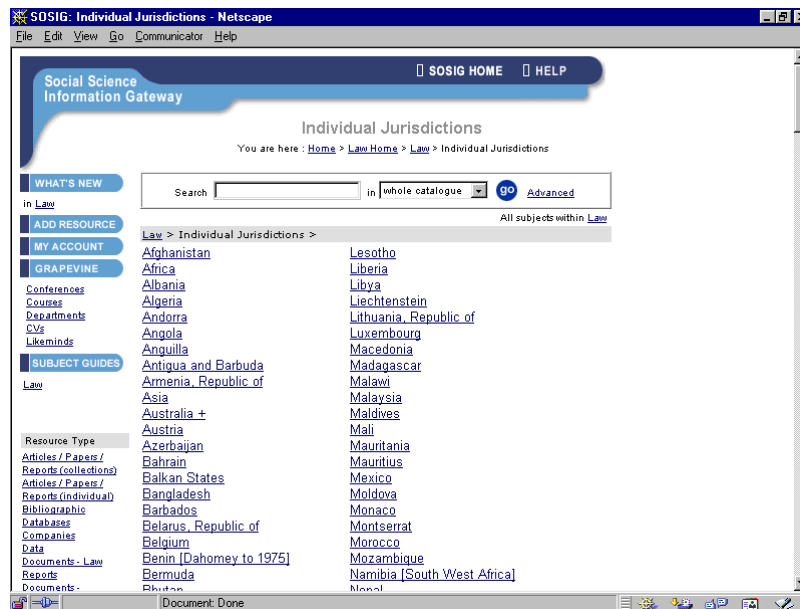 SOSIG: Individual Jurisdictions - Netscape
File Edit View Go Communicator Help
Social Science
Information Gateway
SOSIG HOME HELP
Individual Jurisdictions
You are here : Home > Law Home > Law > Individual Jurisdictions
WHAT'S NEW
in Law
ADD RESOURCE
MY ACCOUNT
GRAPEVINE
Conferences
Courses
Departments
CVs
Likeminds
SUBJECT GUIDES
Law
Resource Type
Articles / Papers /
Reports (collections)
Articles / Papers /
Reports (individual)
Bibliographic
Databases
Companies
Data
Documents - Law
Reports
Documents -
Search in whole catalogue go Advanced
All subjects within Law
Law > Individual Jurisdictions >
Afghanistan
Africa
Albania
Algeria
Andorra
Angola
Anguilla
Antigua and Barbuda
Armenia, Republic of
Asia
Australia +
Austria
Azerbaijan
Bahrain
Balkan States
Bangladesh
Barbados
Belarus, Republic of
Belgium
Benin [Dahomey to 1975]
Bermuda
Bhutan
Lesotho
Liberia
Libya
Liechtenstein
Lithuania, Republic of
Luxembourg
Macedonia
Madagascar
Malawi
Malaysia
Maldives
Mali
Mauritania
Mauritius
Mexico
Moldova
Monaco
Montserrat
Morocco
Mozambique
Namibia [South West Africa]
Nepal
Document: Done